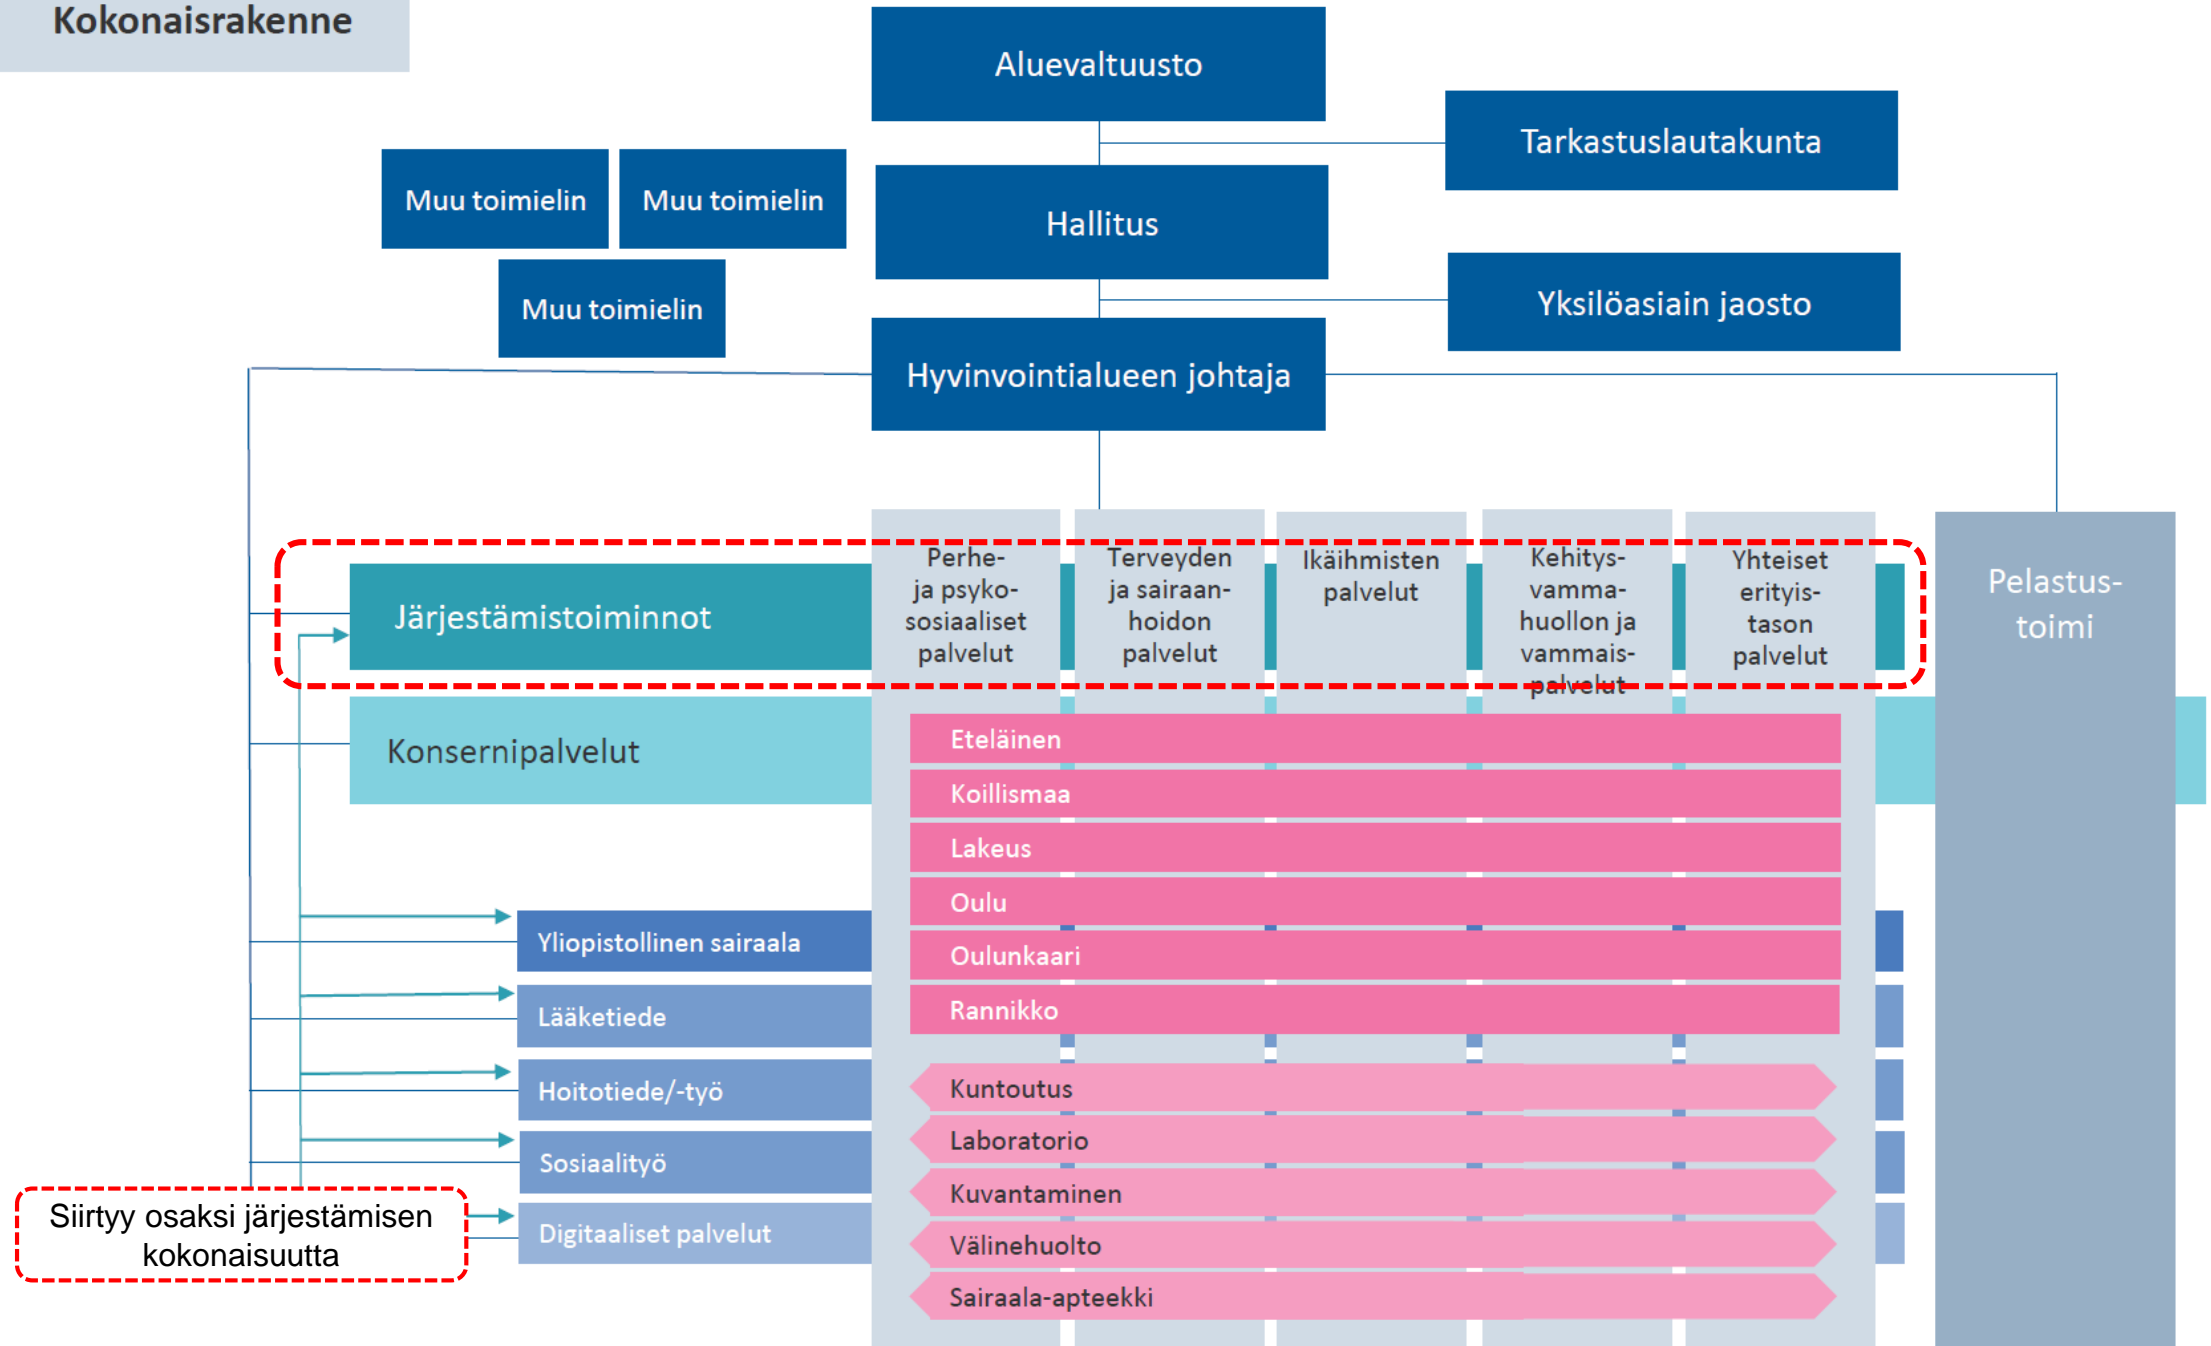 Kokonaisrakenne
Aluevaltuusto
Tarkastuslautakunta
Muu toimielin
Muu toimielin
Hallitus
Muu toimielin
Yksilöasiain jaosto
Hyvinvointialueen johtaja
Perhe-
ja psyko-
sosiaaliset
palvelut
Terveyden
ja sairaan-
hoidon
palvelut
Ikäihmisten
palvelut
Kehitys-
vamma-
huollon ja
vammais-
palvelut
Yhteiset
erityis-
tason
palvelut
Pelastus-
toimi
Järjestämistoiminnot
Konsernipalvelut
Eteläinen
Koillismaa
Lakeus
Oulu
Oulunkaari
Rannikko
Yliopistollinen sairaala
Lääketiede
Hoitotiede/-työ
Sosiaalityö
Digitaaliset palvelut
Kuntoutus
Laboratorio
Kuvantaminen
Välinehuolto
Sairaala-apteekki
Siirtyy osaksi järjestämisen
kokonaisuutta